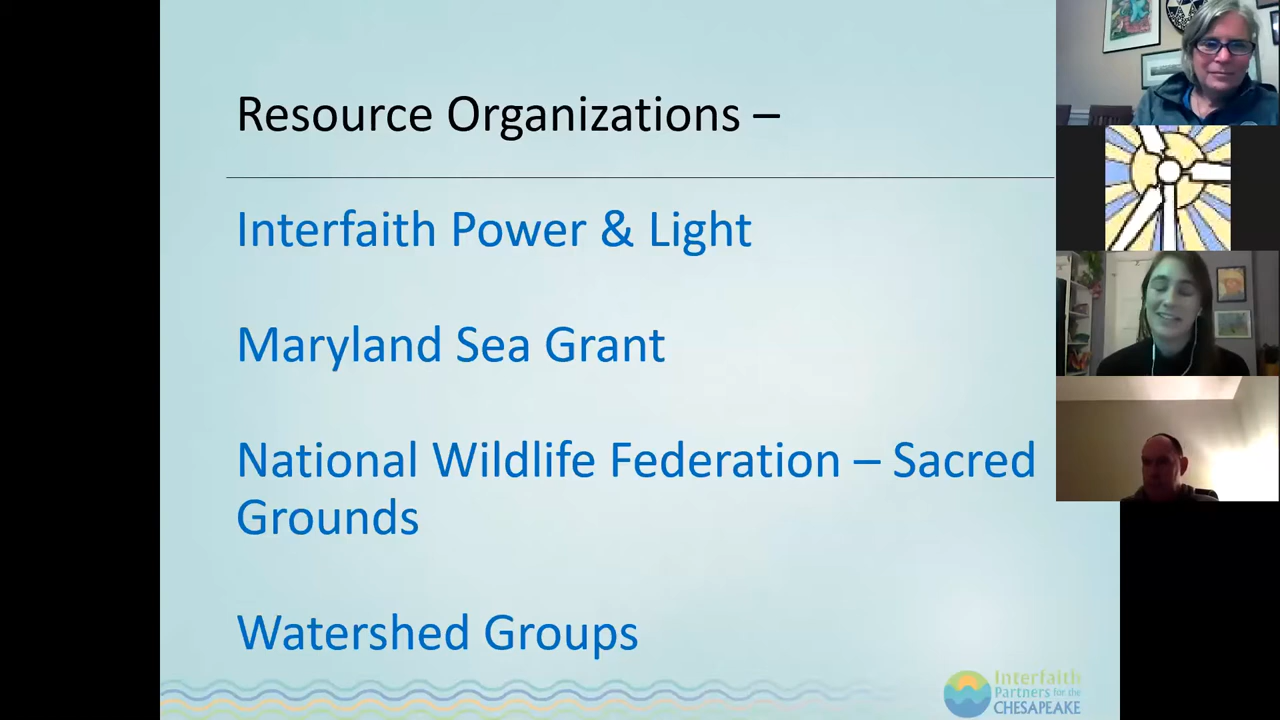 Resource Organizations –
Interfaith Power & Light
Maryland Sea Grant
National Wildlife Federation – Sacred
Grounds
Watershed Groups
Interfaith
Partners for the
CHESAPEAKE